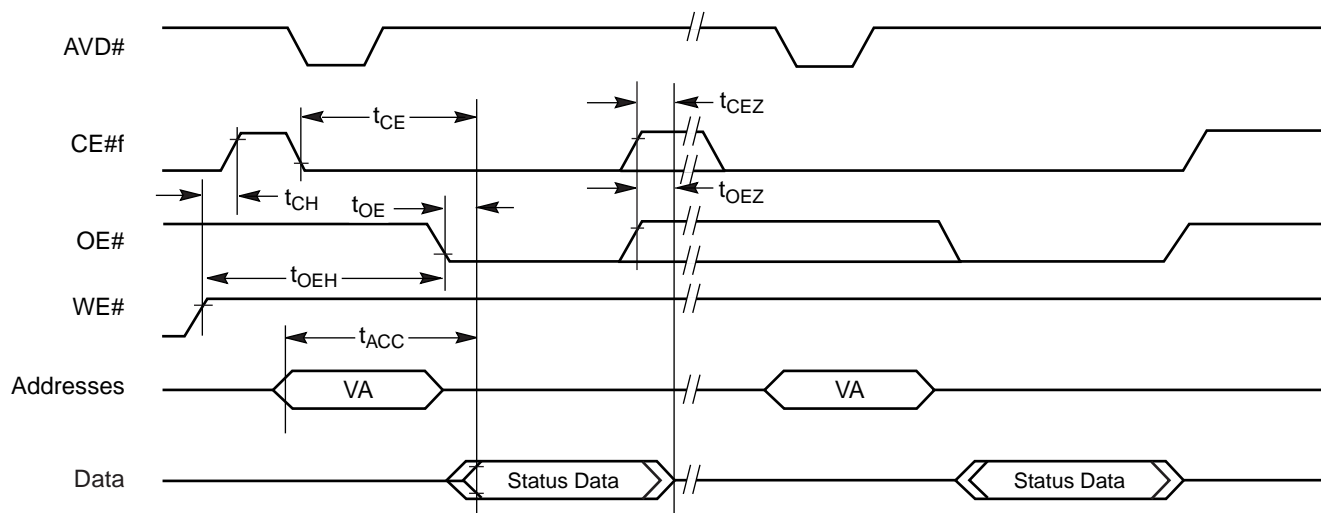 AVD#
tCEZ
tCE
CE#f
tCH
tOE
tOEZ
OE#
tOEH
WE#
tACC
Addresses
VA
VA
Data
Status Data
Status Data